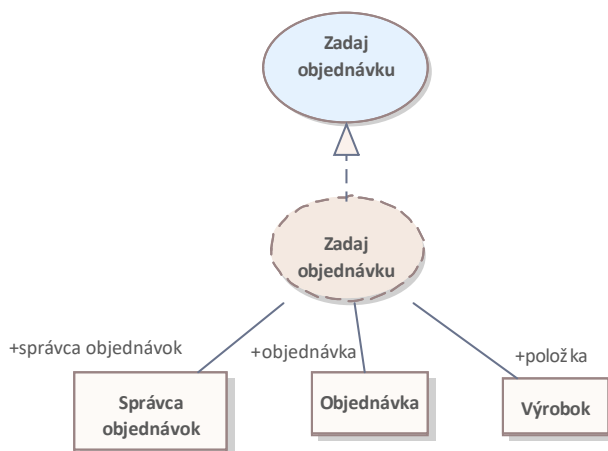 Zadaj
objednávku
Zadaj
objednávku
+správca objednávok
+objednávka
+položka
Správca
objednávok
Objednávka
Výrobok